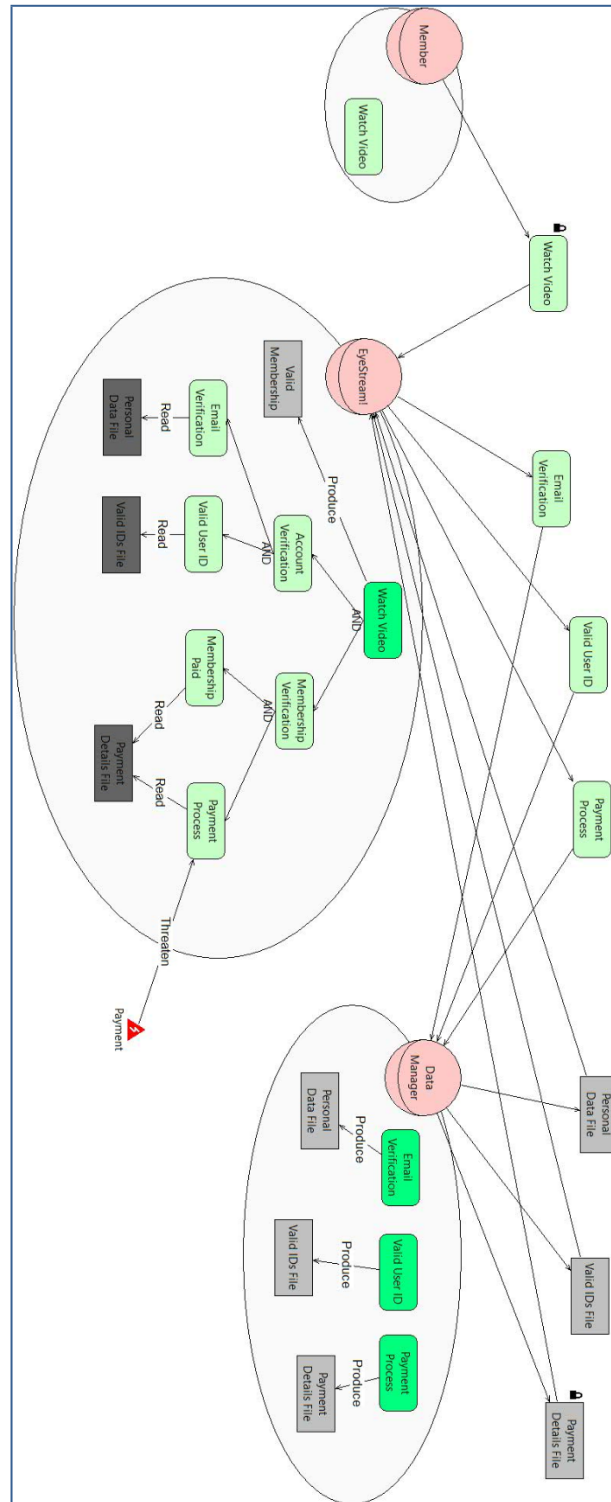 Member
Watch Video
Watch Video
EyeStream!
Valid
Membership
Produce
Watch Video
AND
Account
Verification
AND
Email
Verification
Read
Personal
Data File
Valid User ID
Read
Valid IDs File
Membership
Verification
AND
Membership
Paid
Read
Payment
Details File
Payment
Process
Read
Threaten
Payment
Email
Verification
Valid User ID
Payment
Process
Data
Manager
Email
Verification
Produce
Personal
Data File
Valid User ID
Produce
Valid IDs File
Payment
Process
Produce
Payment
Details File
Personal
Data File
Valid IDs File
Payment
Details File